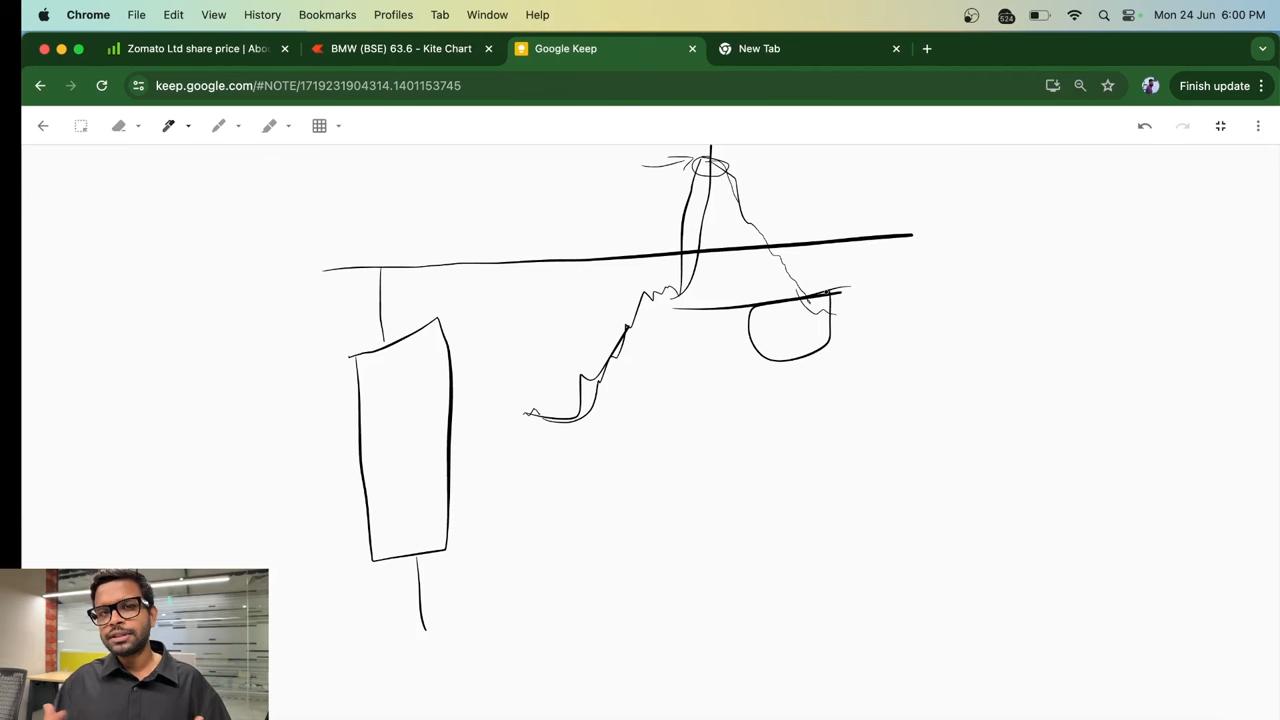 Chrome File Edit View History Bookmarks Profiles Tab Window Help 524 Mon 24 Jun 6:00 PM
Zomato Ltd share price | Abo BMW (BSE) 63.6 - Kite Chart Google Keep New Tab
keep.google.com/#NOTE/1719231904314.1401153745 Finish update